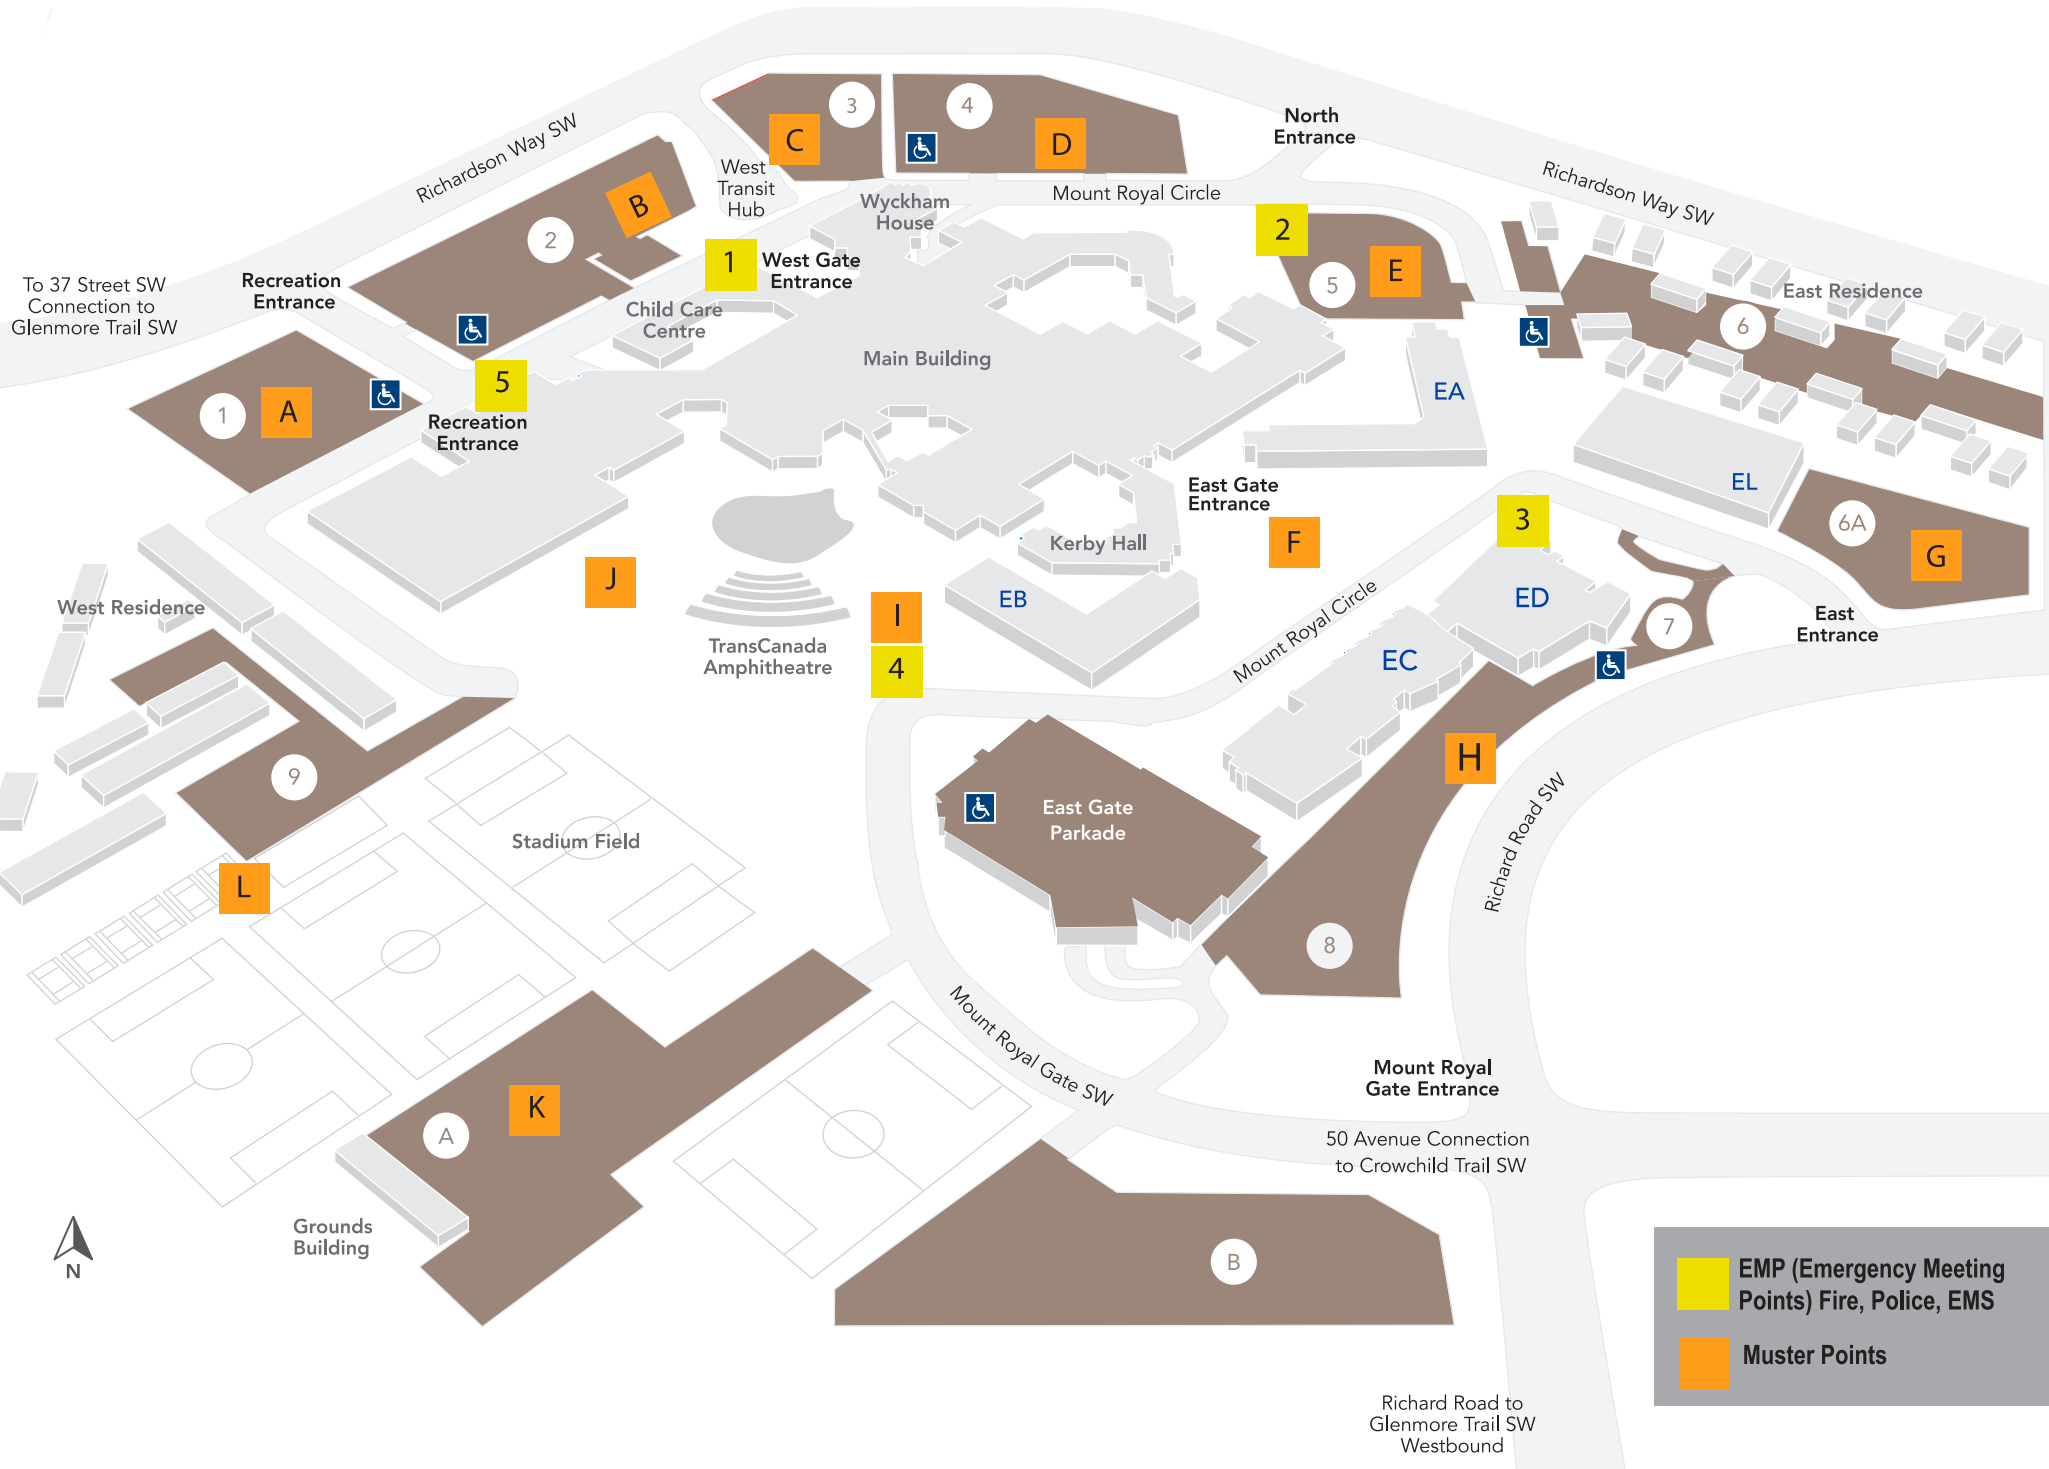 3
4
C
D
North
Entrance
Richardson Way SW
West
Transit
Hub
Wyckham
House
Mount Royal Circle
Richardson Way SW
B
2
2
E
5
1
West Gate
Entrance
To 37 Street SW
Connection to
Glenmore Trail SW
Recreation
Entrance
Child Care
Centre
East Residence
6
Main Building
5
EA
1
A
Recreation
Entrance
East Gate
Entrance
EL
3
6A
G
F
Kerby Hall
J
West Residence
EB
I
ED
7
East
Entrance
TransCanada
Amphitheatre
4
Mount Royal Circle
EC
H
9
East Gate
Parkade
Stadium Field
Richard Road SW
L
8
Mount Royal Gate SW
Mount Royal
Gate Entrance
K
A
50 Avenue Connection
to Crowchild Trail SW
Grounds
Building
N
B
EMP (Emergency Meeting
Points) Fire, Police, EMS
Muster Points
Richard Road to
Glenmore Trail SW
Westbound